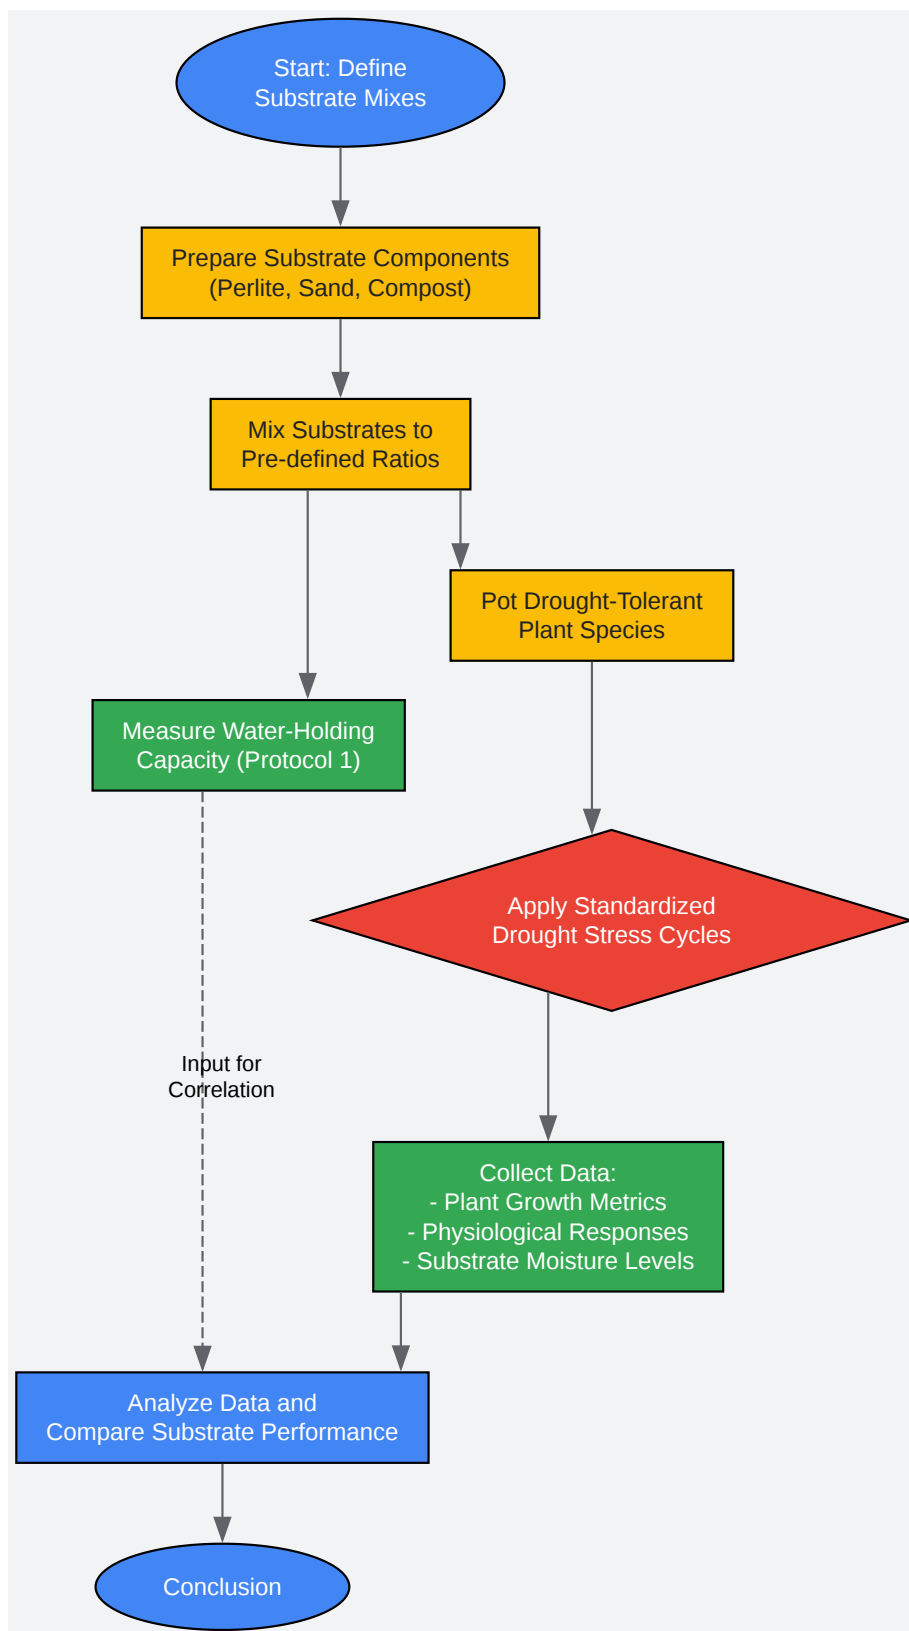 Start: Define
Substrate Mixes
Prepare Substrate Components
(Perlite, Sand, Compost)
Mix Substrates to
Pre-defined Ratios
Pot Drought-Tolerant
Plant Species
Measure Water-Holding
Capacity (Protocol 1)
Apply Standardized
Drought Stress Cycles
Input for
Correlation
Collect Data:
- Plant Growth Metrics
- Physiological Responses
- Substrate Moisture Levels
Analyze Data and
Compare Substrate Performance
Conclusion